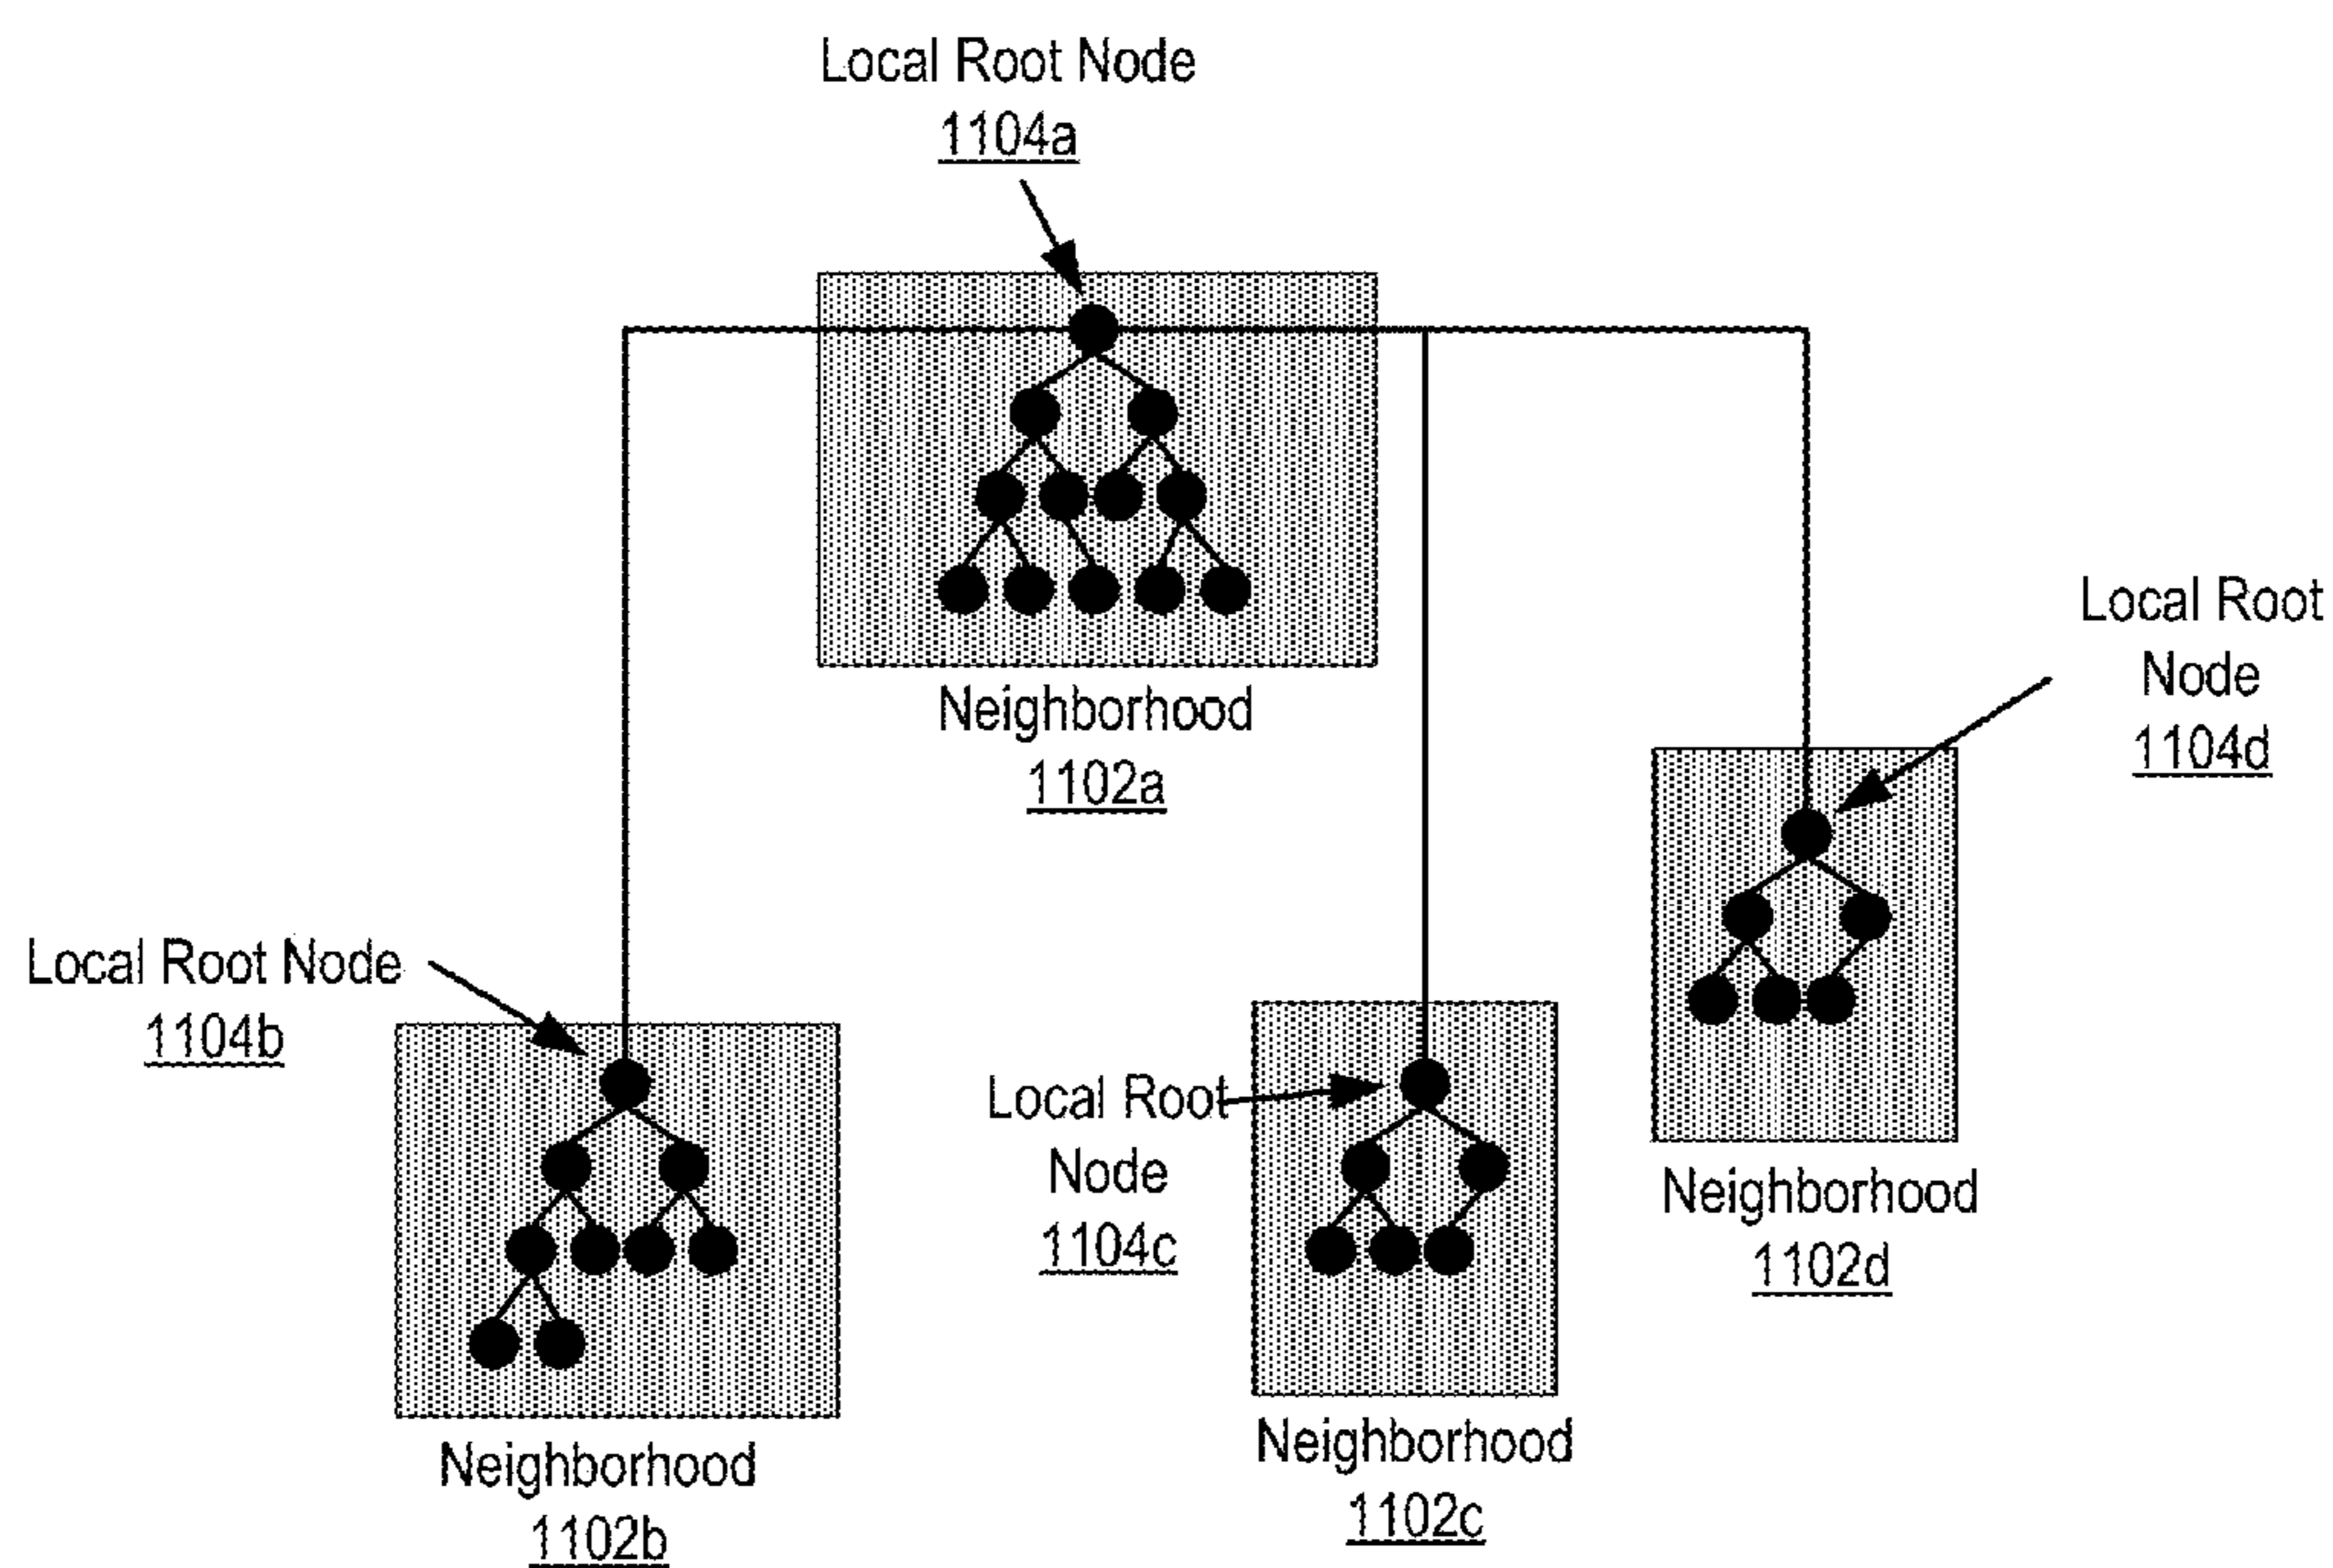 Local Root Node
1104a
Neighborhood
1102a
Local Root
Node
1104d
Local Root Node
1104b
Local Root
Node
1104c
Neighborhood
1102d
Neighborhood
1102b
Neighborhood
1102c